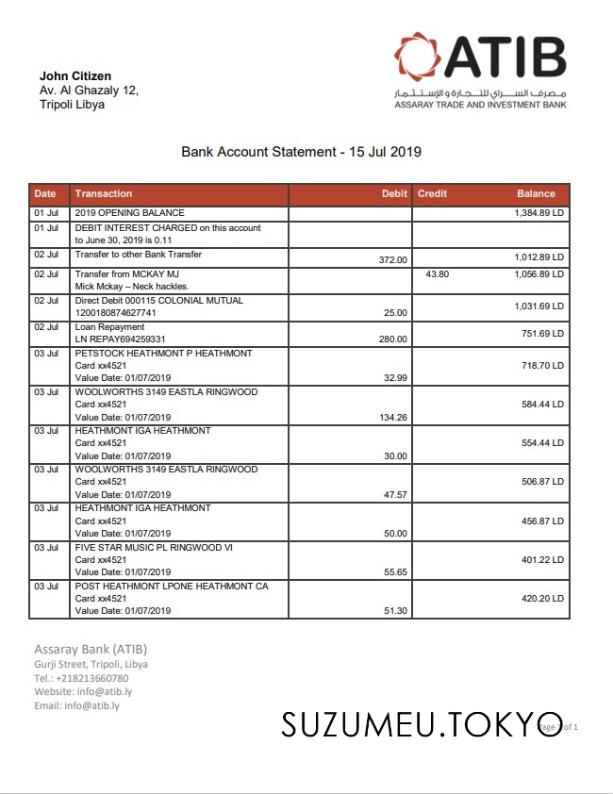 John Citizen
Av. Al Ghazaly 12,
Tripoli Libya
ATIB
مصرف السراي للتجارة والإستثمار
ASSARAY TRADE AND INVESTMENT BANK
Bank Account Statement - 15 Jul 2019
Date Transaction Debit Credit Balance
01 Jul 2019 OPENING BALANCE 1,384.89 LD
01 Jul DEBIT INTEREST CHARGED on this account
to June 30, 2019 is 0.11
02 Jul Transfer to other Bank Transfer 372.00 1,012.89 LD
02 Jul Transfer from MCKAY MJ 43.80 1,056.89 LD
Mick Mckay – Neck hackles.
02 Jul Direct Debit 000115 COLONIAL MUTUAL 1,031.69 LD
1200180874627741 25.00
02 Jul Loan Repayment 751.69 LD
LN REPAY694259331 280.00
03 Jul PETSTOCK HEATHMONT P HEATHMONT
Card xx4521 718.70 LD
Value Date: 01/07/2019 32.99
03 Jul WOOLWORTHS 3149 EASTLA RINGWOOD
Card xx4521 584.44 LD
Value Date: 01/07/2019 134.26
03 Jul HEATHMONT IGA HEATHMONT
Card xx4521 554.44 LD
Value Date: 01/07/2019 30.00
03 Jul WOOLWORTHS 3149 EASTLA RINGWOOD
Card xx4521 506.87 LD
Value Date: 01/07/2019 47.57
03 Jul HEATHMONT IGA HEATHMONT
Card xx4521 456.87 LD
Value Date: 01/07/2019 50.00
03 Jul FIVE STAR MUSIC PL RINGWOOD VI
Card xx4521 401.22 LD
Value Date: 01/07/2019 55.65
03 Jul POST HEATHMONT LPONE HEATHMONT CA
Card xx4521 420.20 LD
Value Date: 01/07/2019 51.30
Assaray Bank (ATIB)
Gurji Street, Tripoli, Libya
Tel.: +218213660780
Website: info@atib.ly
Email: info@atib.ly
SUZUMEU.TOKYO
of 1